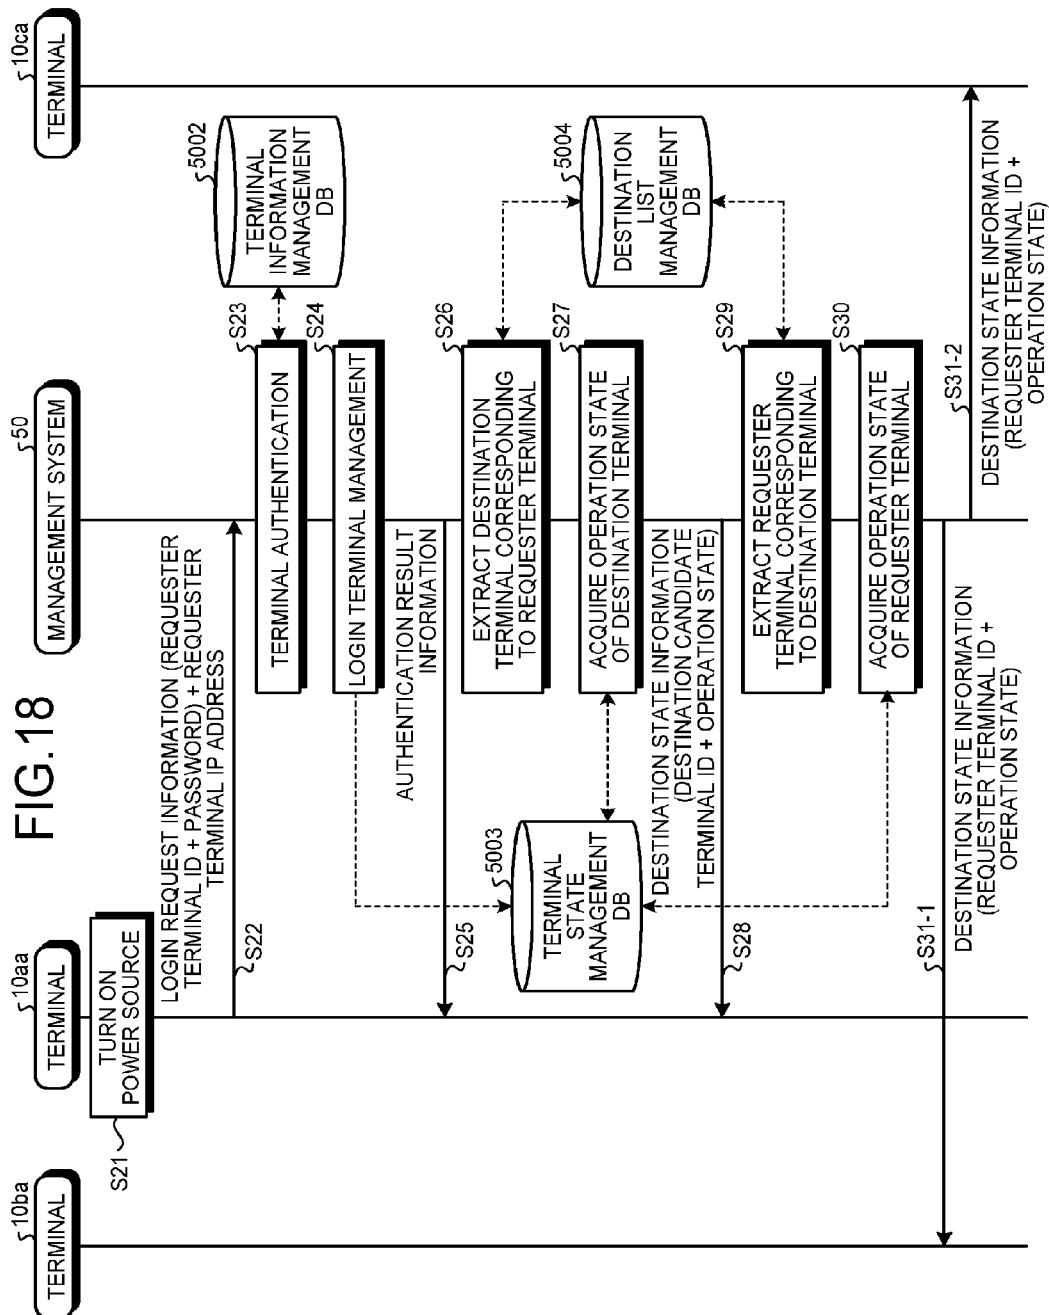 FIG.18
10ba
TERMINAL
10aa
TERMINAL
50
MANAGEMENT SYSTEM
10ca
TERMINAL
S21
TURN ON
POWER SOURCE
LOGIN REQUEST INFORMATION (REQUESTER
TERMINAL ID + PASSWORD) + REQUESTER
TERMINAL IP ADDRESS
S22
S23
TERMINAL AUTHENTICATION
5002
TERMINAL
INFORMATION
MANAGEMENT
DB
S24
LOGIN TERMINAL MANAGEMENT
AUTHENTICATION RESULT
INFORMATION
S25
S26
EXTRACT DESTINATION
TERMINAL CORRESPONDING
TO REQUESTER TERMINAL
5003
TERMINAL
STATE
MANAGEMENT
DB
S27
ACQUIRE OPERATION STATE
OF DESTINATION TERMINAL
5004
DESTINATION
LIST
MANAGEMENT
DB
DESTINATION STATE INFORMATION
(DESTINATION CANDIDATE
TERMINAL ID + OPERATION STATE)
S28
S29
EXTRACT REQUESTER
TERMINAL CORRESPONDING
TO DESTINATION TERMINAL
S30
ACQUIRE OPERATION STATE
OF REQUESTER TERMINAL
S31-1
DESTINATION STATE INFORMATION
(REQUESTER TERMINAL ID +
OPERATION STATE)
S31-2
DESTINATION STATE INFORMATION
(REQUESTER TERMINAL ID +
OPERATION STATE)